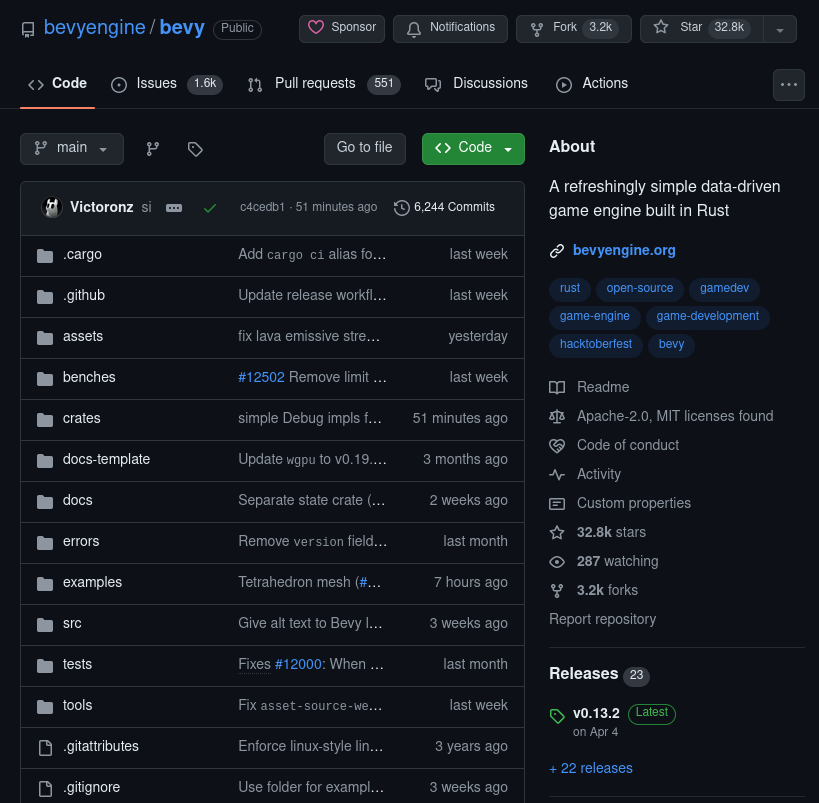 bevyengine / bevy Public Sponsor Notifications Fork 3.2k Star 32.8k
Code Issues 1.6k Pull requests 551 Discussions Actions
main Go to file Code
Victoronz si c4cedb1 · 51 minutes ago 6,244 Commits
.cargo Add cargo ci alias fo… last week
.github Update release workfl… last week
assets fix lava emissive stre… yesterday
benches #12502 Remove limit … last week
crates simple Debug impls f… 51 minutes ago
docs-template Update wgpu to v0.19.… 3 months ago
docs Separate state crate (… 2 weeks ago
errors Remove version field… last month
examples Tetrahedron mesh (#… 7 hours ago
src Give alt text to Bevy l… 3 weeks ago
tests Fixes #12000: When … last month
tools Fix asset-source-we… last week
.gitattributes Enforce linux-style lin… 3 years ago
.gitignore Use folder for exampl… 3 weeks ago
About
A refreshingly simple data-driven
game engine built in Rust
bevyengine.org
rust open-source gamedev
game-engine game-development
hacktoberfest bevy
Readme
Apache-2.0, MIT licenses found
Code of conduct
Activity
Custom properties
32.8k stars
287 watching
3.2k forks
Report repository
Releases 23
v0.13.2 Latest
on Apr 4
+ 22 releases